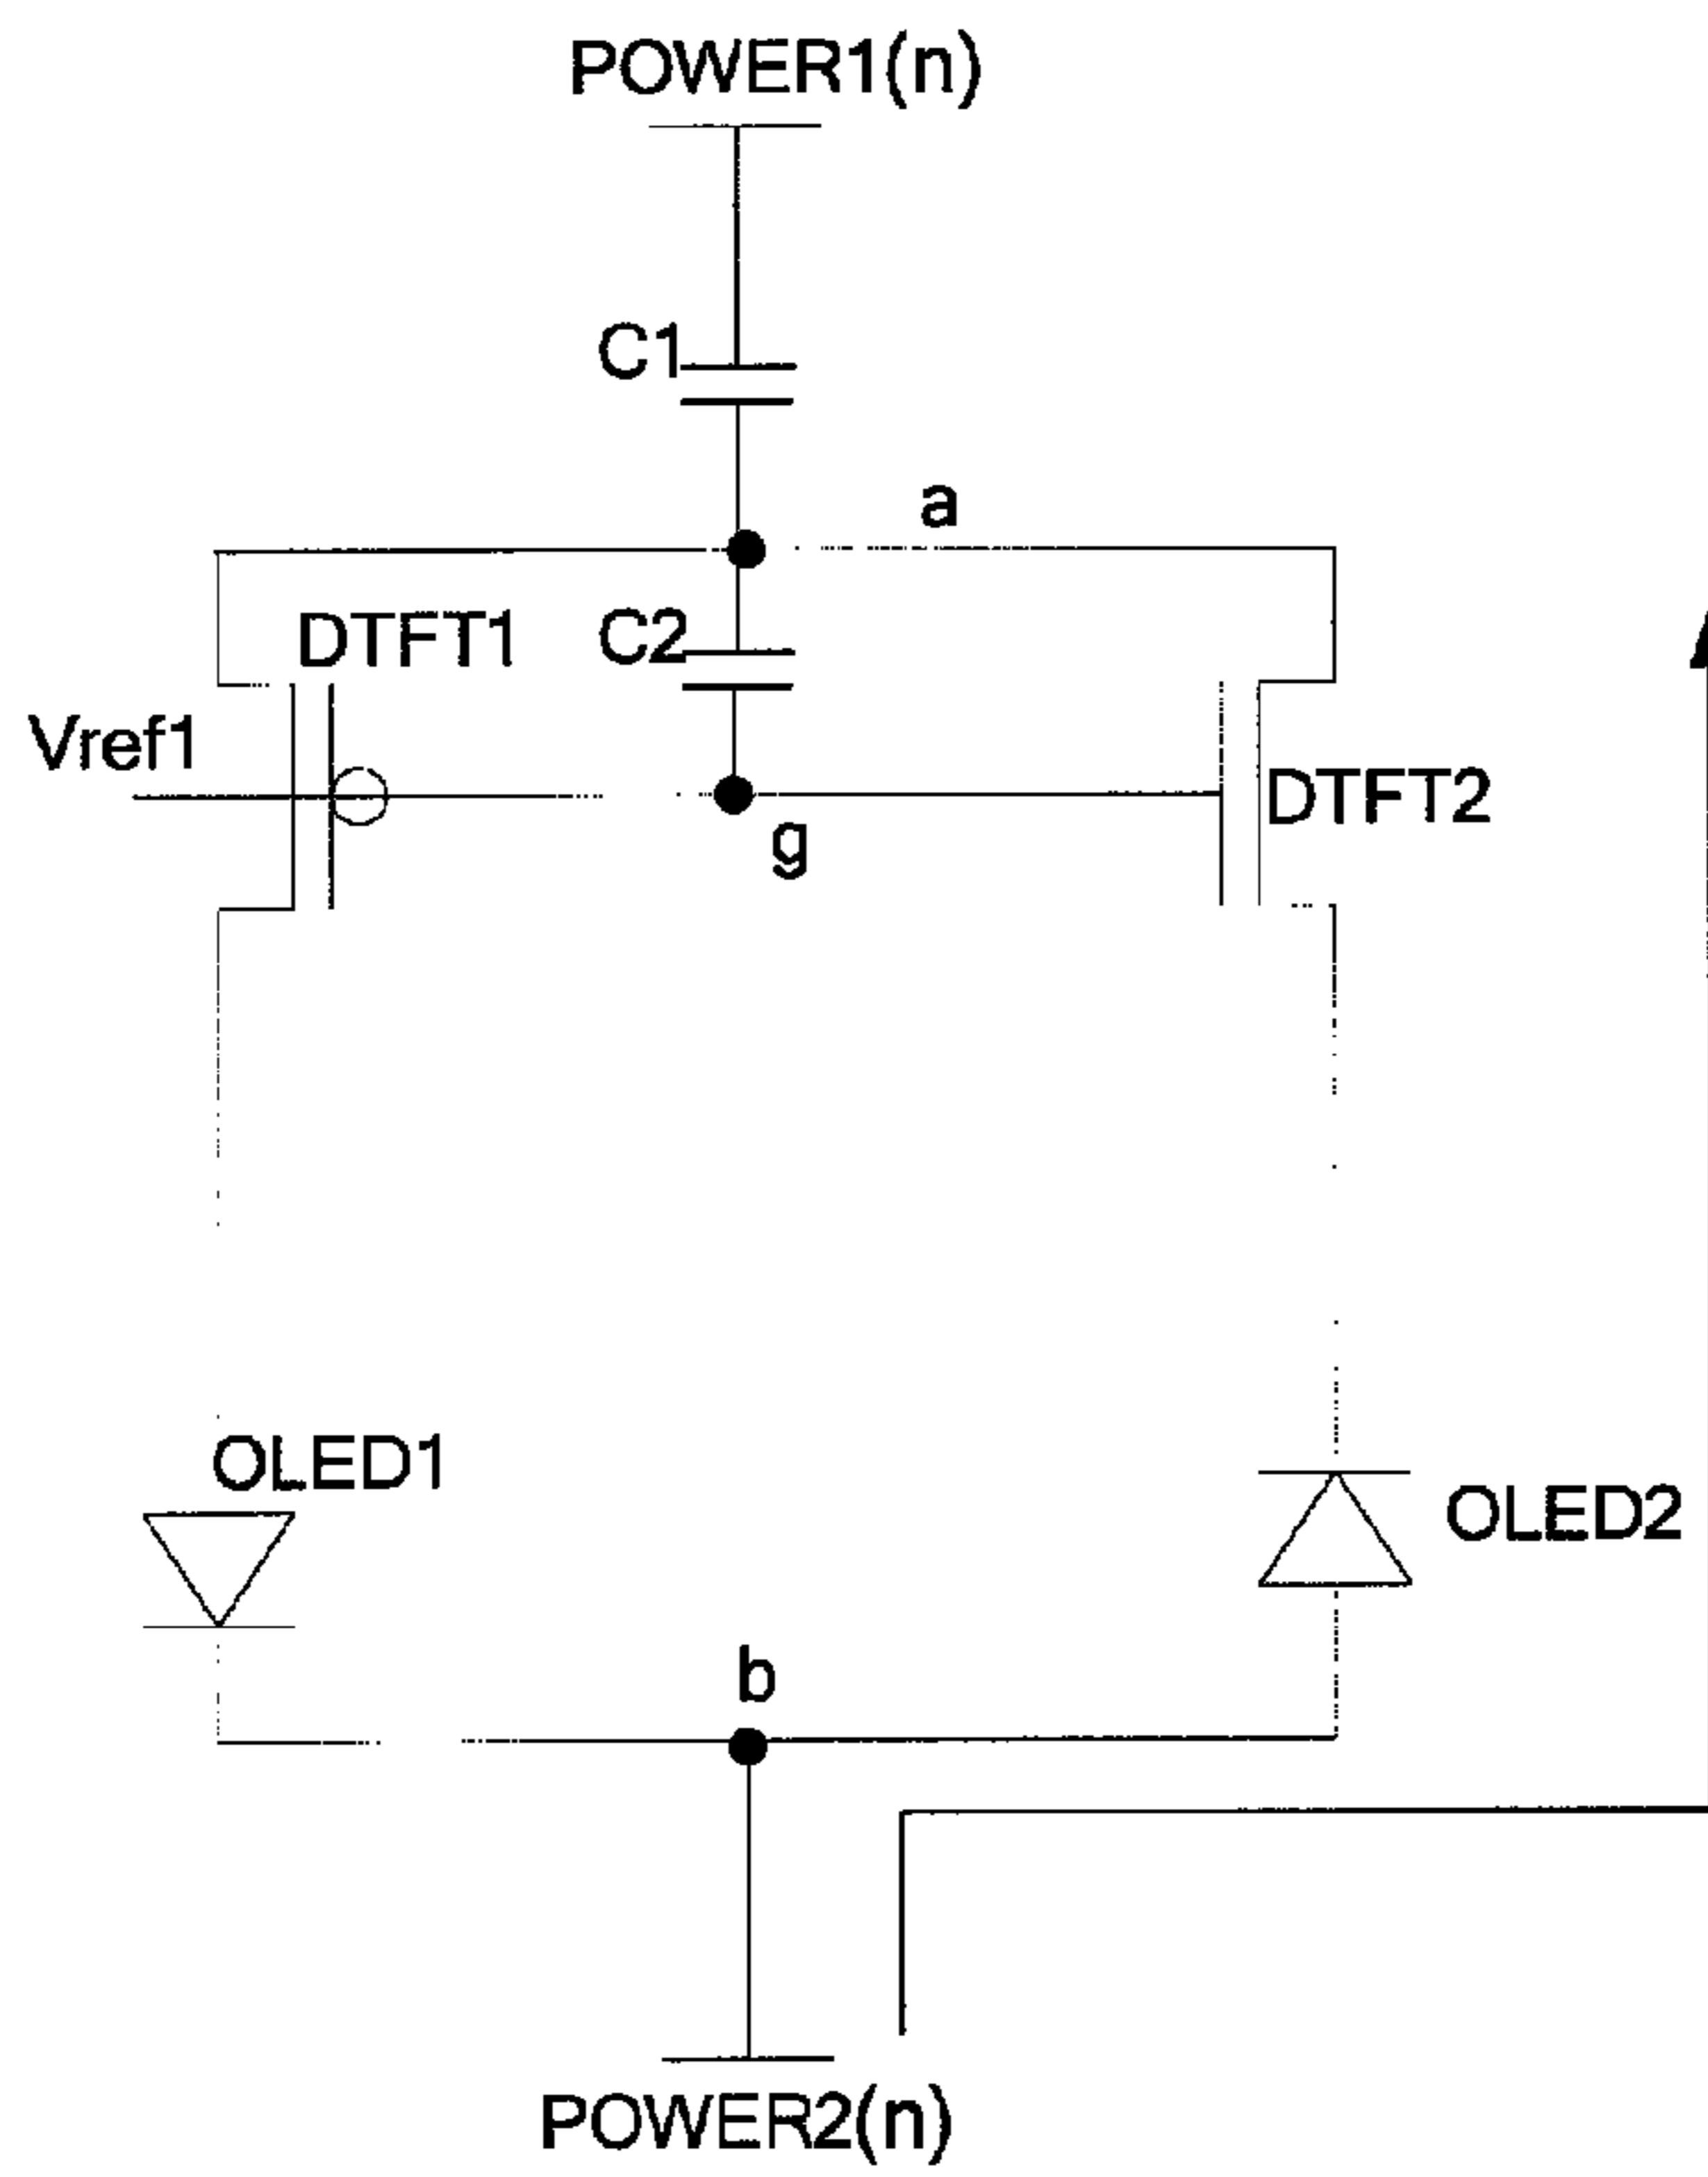 POWER1(n)
C1
a
DTFT1
C2
Vref1
DTFT2
g
OLED1
OLED2
b
POWER2(n)